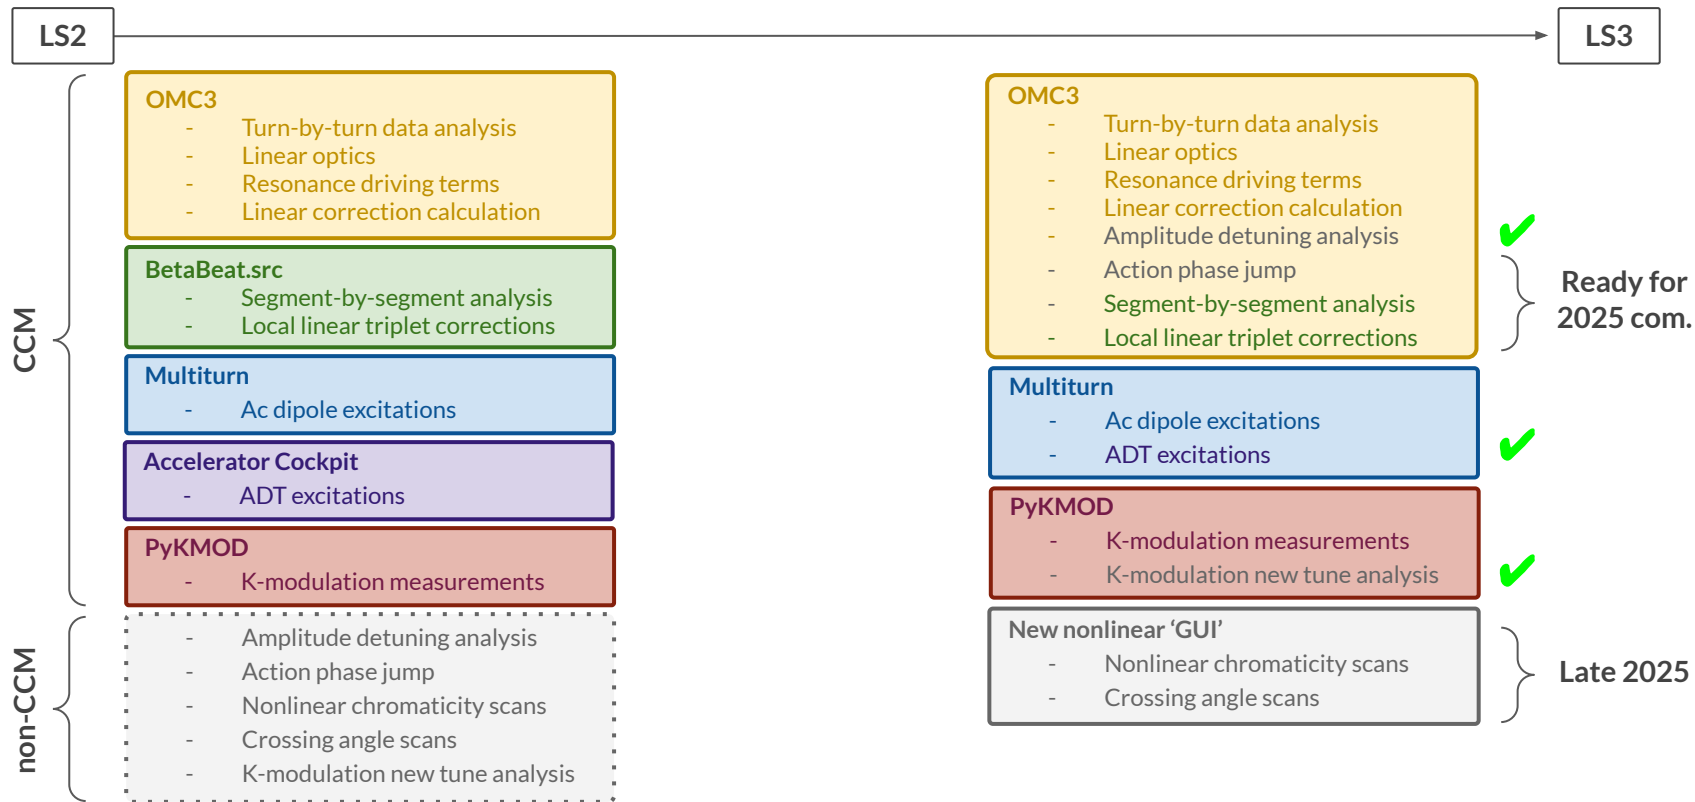 LS2
LS3
CCM
OMC3
- Turn-by-turn data analysis
- Linear optics
- Resonance driving terms
- Linear correction calculation
BetaBeat.src
- Segment-by-segment analysis
- Local linear triplet corrections
Multiturn
- Ac dipole excitations
Accelerator Cockpit
- ADT excitations
PyKMOD
- K-modulation measurements
non-CCM
- Amplitude detuning analysis
- Action phase jump
- Nonlinear chromaticity scans
- Crossing angle scans
- K-modulation new tune analysis
OMC3
- Turn-by-turn data analysis
- Linear optics
- Resonance driving terms
- Linear correction calculation
- Amplitude detuning analysis
- Action phase jump
- Segment-by-segment analysis
- Local linear triplet corrections
✔
Ready for
2025 com.
Multiturn
- Ac dipole excitations
- ADT excitations
✔
PyKMOD
- K-modulation measurements
- K-modulation new tune analysis
✔
New nonlinear ‘GUI’
- Nonlinear chromaticity scans
- Crossing angle scans
Late 2025